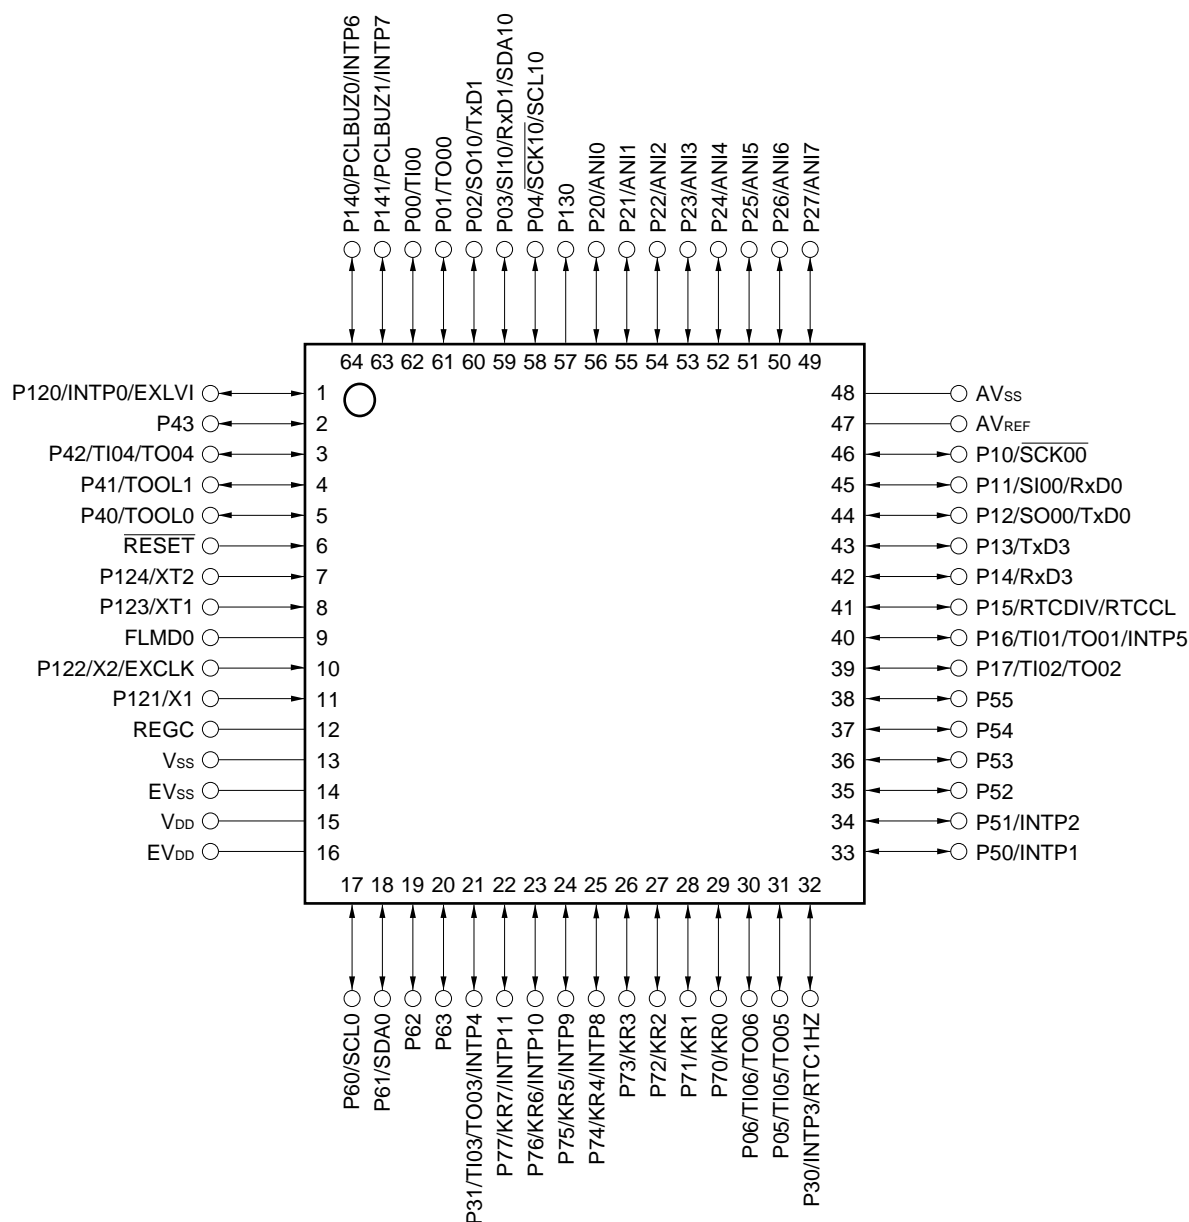 P140/PCLBUZ0/INTP6
P141/PCLBUZ1/INTP7
P00/TI00
P01/TO00
P02/SO10/TxD1
P03/SI10/RxD1/SDA10
P04/SCK10/SCL10
P130
P20/ANI0
P21/ANI1
P22/ANI2
P23/ANI3
P24/ANI4
P25/ANI5
P26/ANI6
P27/ANI7
64 63 62 61 60 59 58 57 56 55 54 53 52 51 50 49
P120/INTP0/EXLVI 1
P43 2
P42/TI04/TO04 3
P41/TOOL1 4
P40/TOOL0 5
RESET 6
P124/XT2 7
P123/XT1 8
FLMD0 9
P122/X2/EXCLK 10
P121/X1 11
REGC 12
VSS 13
EVSS 14
VDD 15
EVDD 16
48 AVSS
47 AVREF
46 P10/SCK00
45 P11/SI00/RxD0
44 P12/SO00/TxD0
43 P13/TxD3
42 P14/RxD3
41 P15/RTCDIV/RTCCL
40 P16/TI01/TO01/INTP5
39 P17/TI02/TO02
38 P55
37 P54
36 P53
35 P52
34 P51/INTP2
33 P50/INTP1
17 18 19 20 21 22 23 24 25 26 27 28 29 30 31 32
P60/SCL0
P61/SDA0
P62
P63
P31/TI03/TO03/INTP4
P77/KR7/INTP11
P76/KR6/INTP10
P75/KR5/INTP9
P74/KR4/INTP8
P73/KR3
P72/KR2
P71/KR1
P70/KR0
P06/TI06/TO06
P05/TI05/TO05
P30/INTP3/RTC1HZ